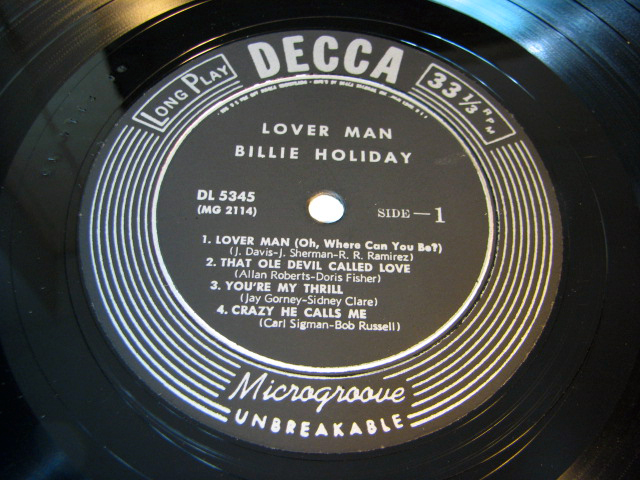 DECCA
LONG PLAY
33 1/3 RPM
LOVER MAN
BILLIE HOLIDAY
DL 5345
(MG 2114)
SIDE — 1
1. LOVER MAN (Oh, Where Can You Be?)
(J. Davis-J. Sherman-R. R. Ramirez)
2. THAT OLE DEVIL CALLED LOVE
(Allan Roberts-Doris Fisher)
3. YOU'RE MY THRILL
(Jay Gorney-Sidney Clare)
4. CRAZY HE CALLS ME
(Carl Sigman-Bob Russell)
Microgroove
UNBREAKABLE